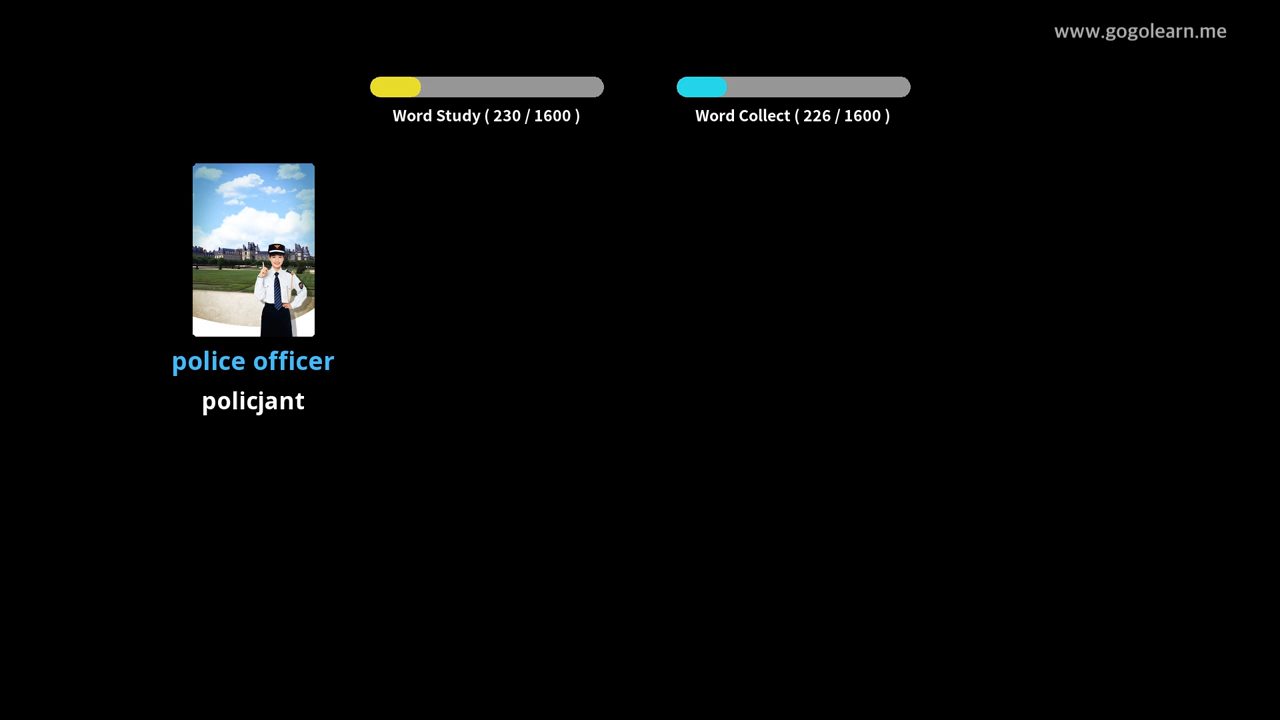 www.gogolearn.me
Word Study ( 230 / 1600 )
Word Collect ( 226 / 1600 )
police officer
policjant